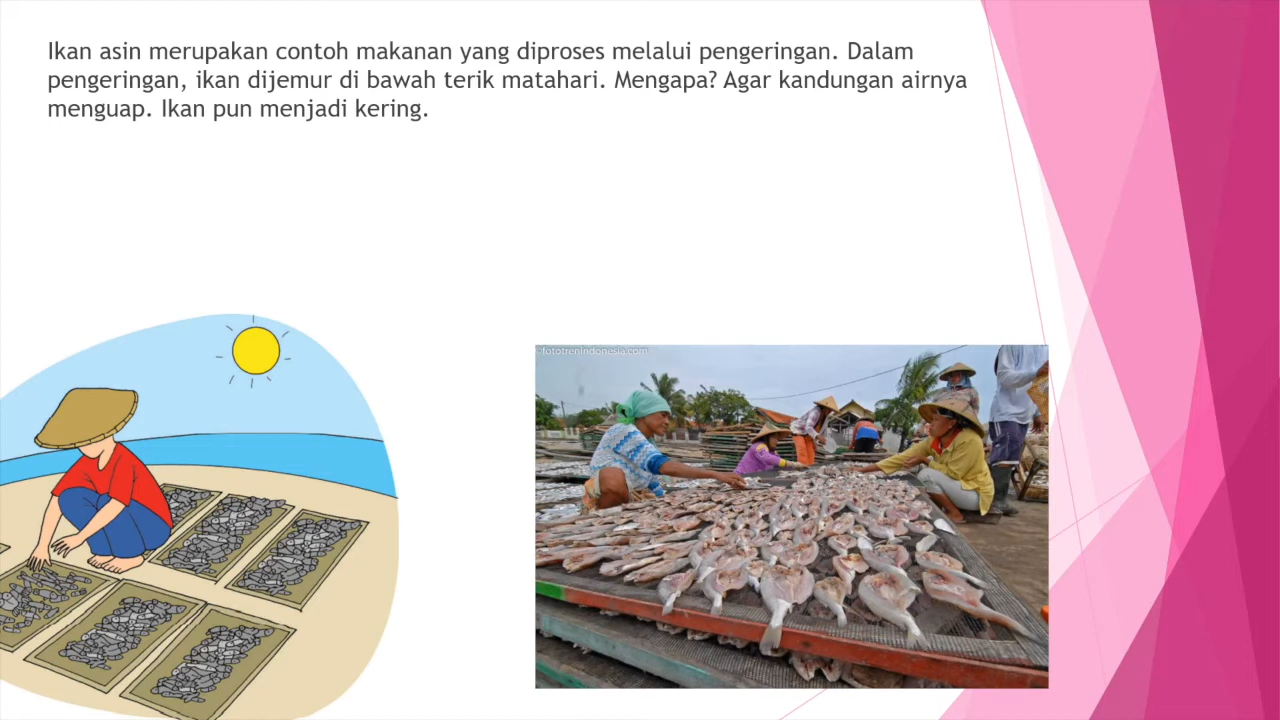 Ikan asin merupakan contoh makanan yang diproses melalui pengeringan. Dalam
pengeringan, ikan dijemur di bawah terik matahari. Mengapa? Agar kandungan airnya
menguap. Ikan pun menjadi kering.
©fototrenindonesia.com